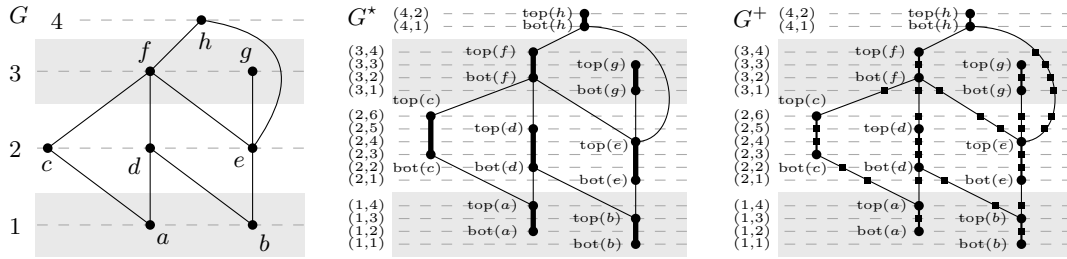 G
4
3
2
1
h
f
g
c
d
e
a
b
G⋆
(4,2)
(4,1)
(3,4)
(3,3)
(3,2)
(3,1)
(2,6)
(2,5)
(2,4)
(2,3)
(2,2)
(2,1)
(1,4)
(1,3)
(1,2)
(1,1)
top(h)
bot(h)
top(f)
top(g)
bot(f)
bot(g)
top(c)
top(d)
top(e)
bot(c)
bot(d)
bot(e)
top(a)
top(b)
bot(a)
bot(b)
G+
(4,2)
(4,1)
(3,4)
(3,3)
(3,2)
(3,1)
(2,6)
(2,5)
(2,4)
(2,3)
(2,2)
(2,1)
(1,4)
(1,3)
(1,2)
(1,1)
top(h)
bot(h)
top(f)
top(g)
bot(f)
bot(g)
top(c)
top(d)
top(e)
bot(c)
bot(d)
bot(e)
top(a)
top(b)
bot(a)
bot(b)